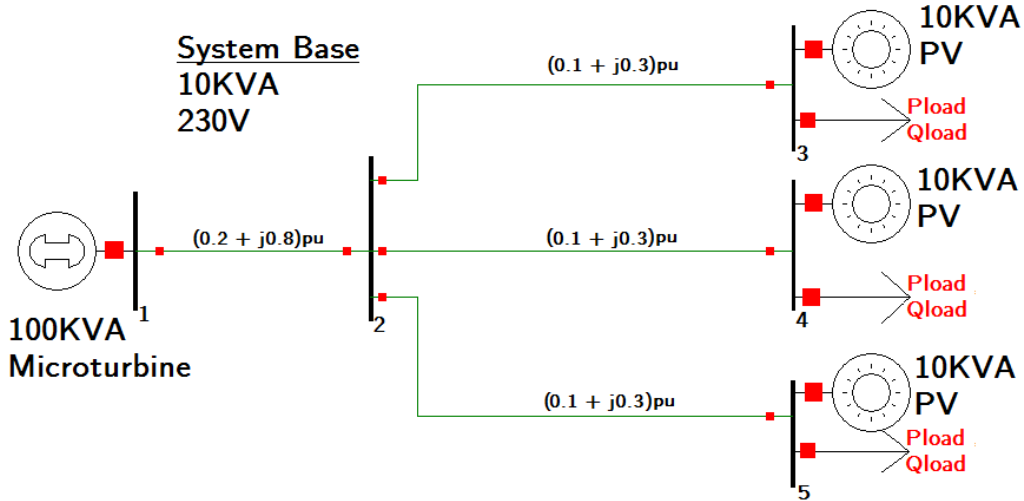 System Base
10KVA
230V
(0.1 + j0.3)pu
10KVA
PV
Pload
Qload
3
(0.2 + j0.8)pu
(0.1 + j0.3)pu
10KVA
PV
Pload
Qload
4
1
2
100KVA
Microturbine
(0.1 + j0.3)pu
10KVA
PV
Pload
Qload
5